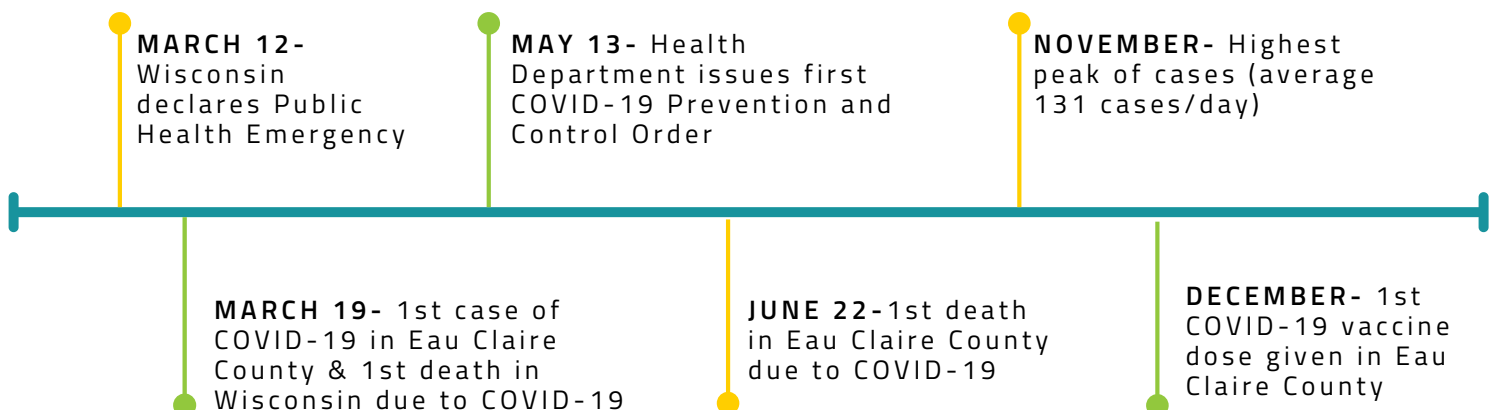 MARCH 12-
Wisconsin
declares Public
Health Emergency
MARCH 19- 1st case of
COVID-19 in Eau Claire
County & 1st death in
Wisconsin due to COVID-19
MAY 13- Health
Department issues first
COVID-19 Prevention and
Control Order
JUNE 22-1st death
in Eau Claire County
due to COVID-19
NOVEMBER- Highest
peak of cases (average
131 cases/day)
DECEMBER- 1st
COVID-19 vaccine
dose given in Eau
Claire County